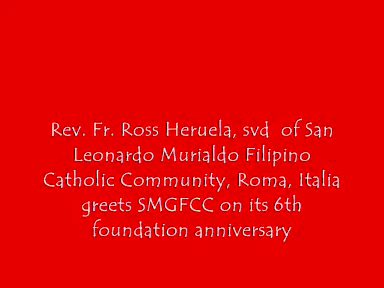 Rev. Fr. Ross Heruela, svd of San
Leonardo Murialdo Filipino
Catholic Community, Roma, Italia
greets SMGFCC on its 6th
foundation anniversary